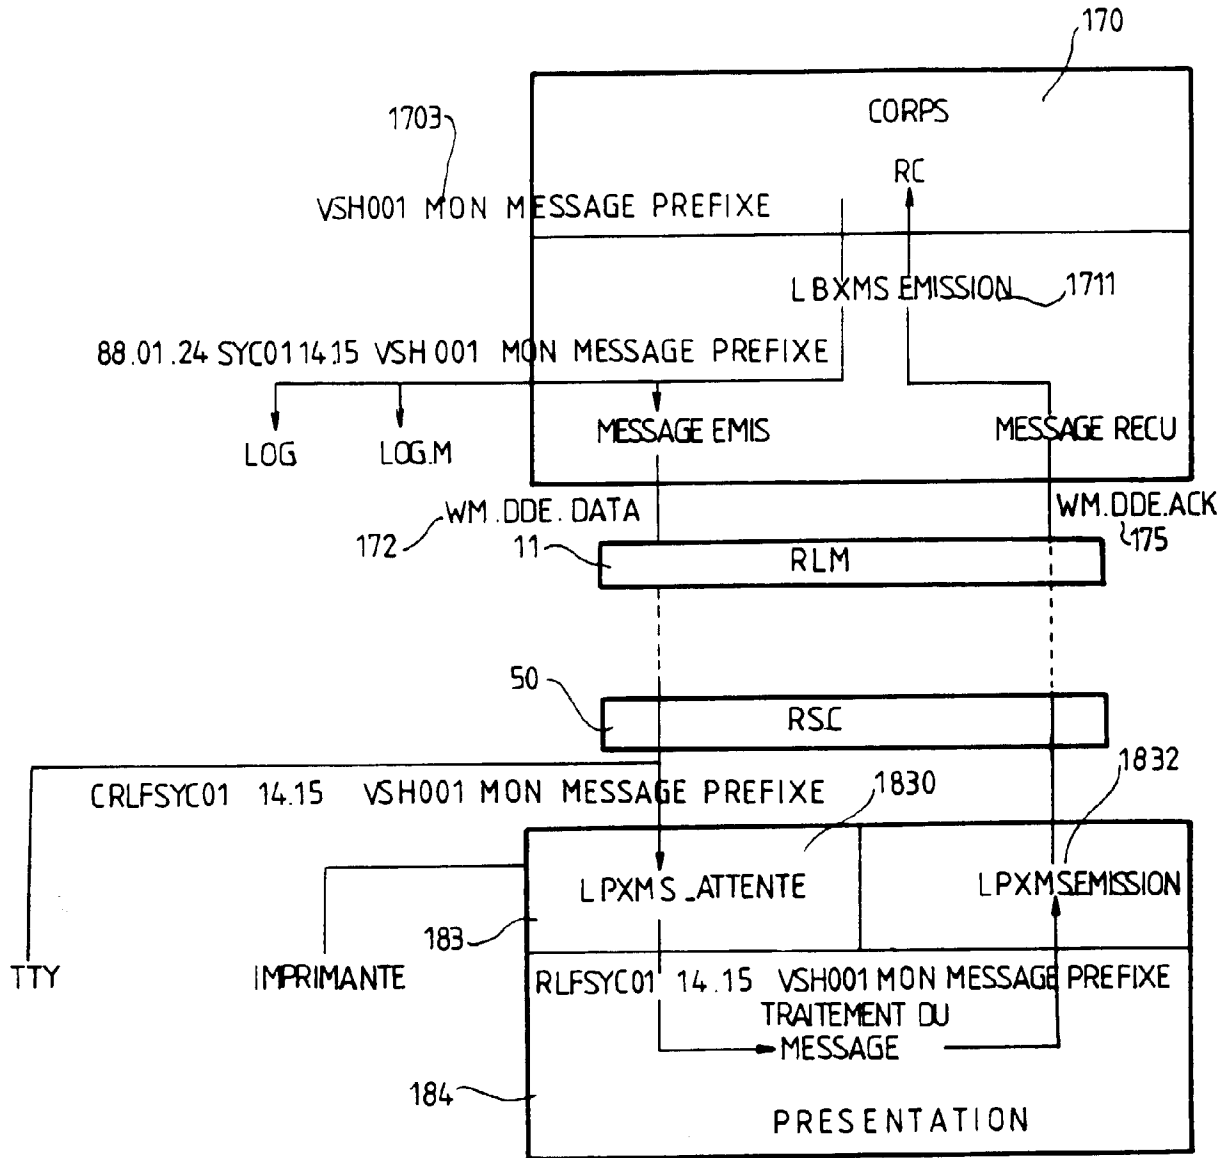 170
CORPS
1703
RC
VSH001 MON MESSAGE PREFIXE
LBXMS EMISSION 1711
88.01.24 SYC01 14.15 VSH 001 MON MESSAGE PREFIXE
MESSAGE EMIS
MESSAGE RECU
LOG
LOG.M
WM.DDE.DATA
WM.DDE.ACK
172
175
11
RLM
50
RSC
1832
CRLFSYC01 14.15 VSH001 MON MESSAGE PREFIXE
1830
LPXMS_ATTENTE
LPXMS.EMISSION
183
TTY
IMPRIMANTE
RLFSYC01 14.15 VSH001 MON MESSAGE PREFIXE
TRAITEMENT DU
MESSAGE
184
PRESENTATION